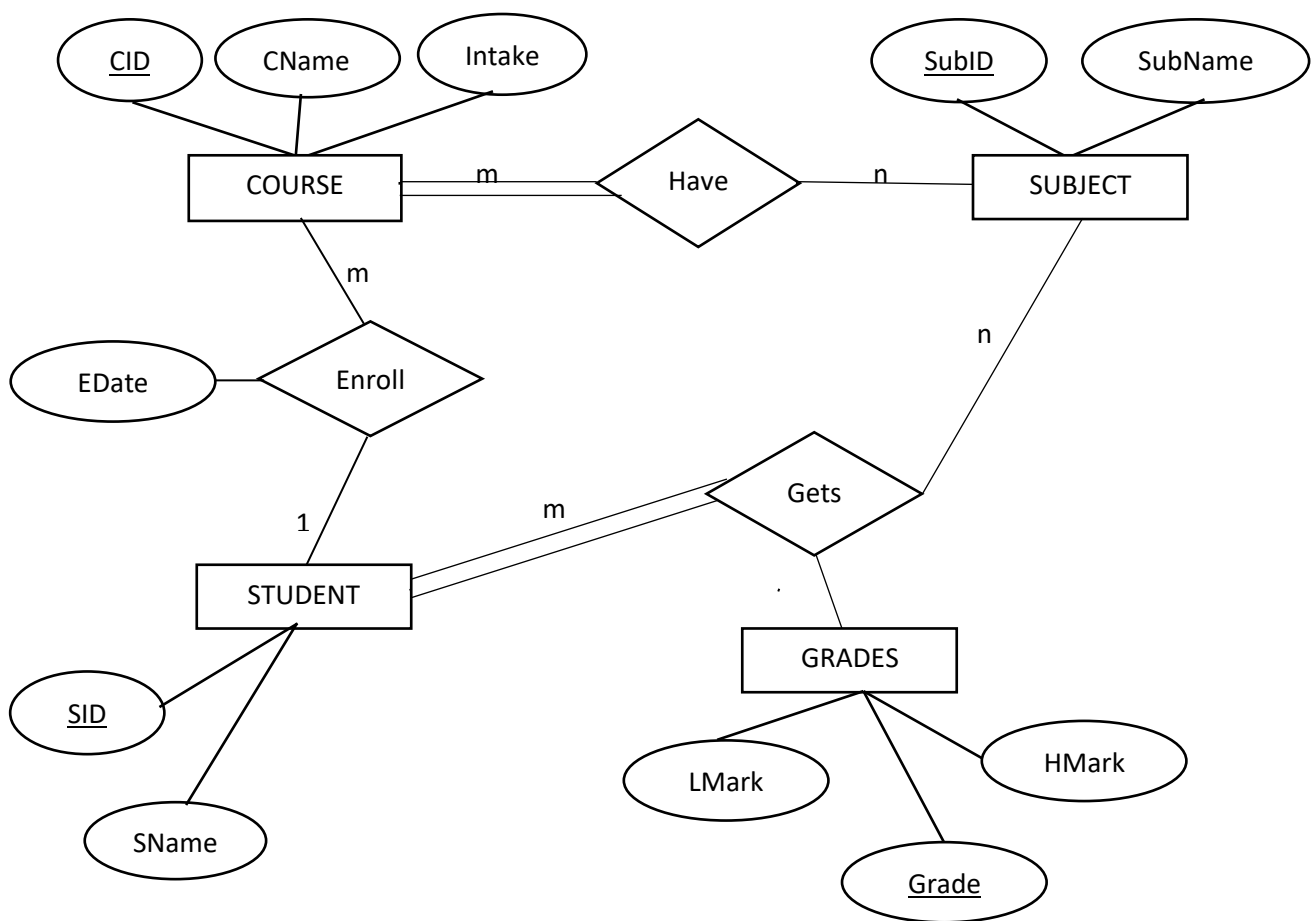 CID
CName
Intake
SubID
SubName
COURSE
m
Have
n
SUBJECT
m
n
EDate
Enroll
Gets
m
1
STUDENT
GRADES
SID
LMark
HMark
SName
Grade